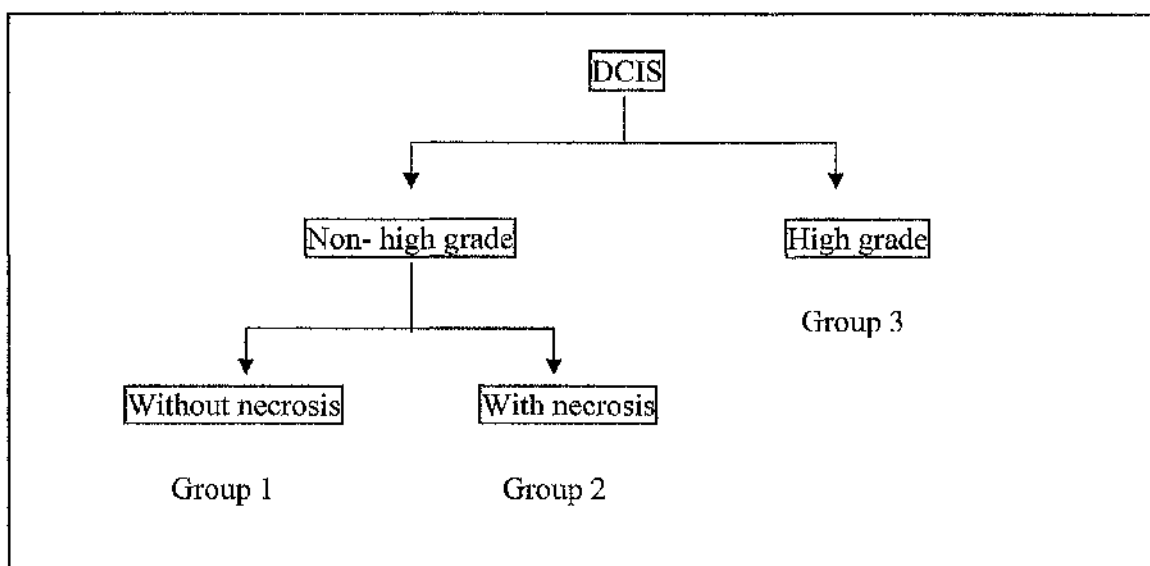 DCIS
Non- high grade
High grade
Group 3
Without necrosis
With necrosis
Group 1
Group 2